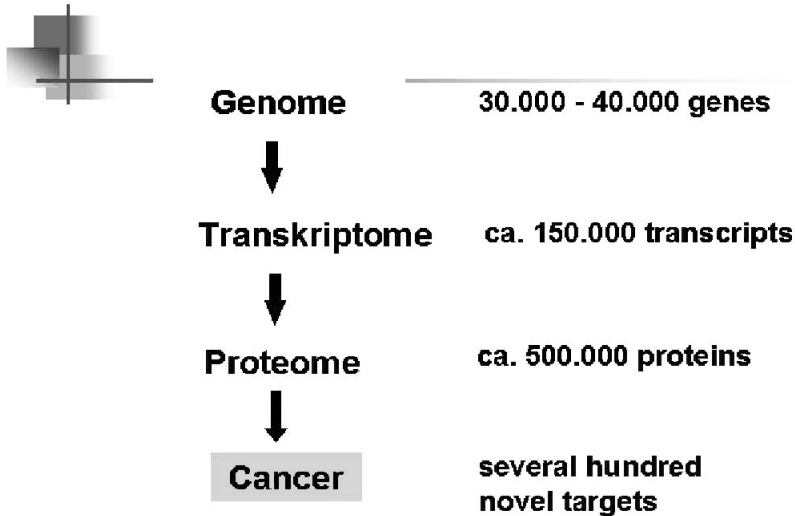 Genome 30.000 - 40.000 genes
Transkriptome ca. 150.000 transcripts
Proteome ca. 500.000 proteins
Cancer several hundred
novel targets